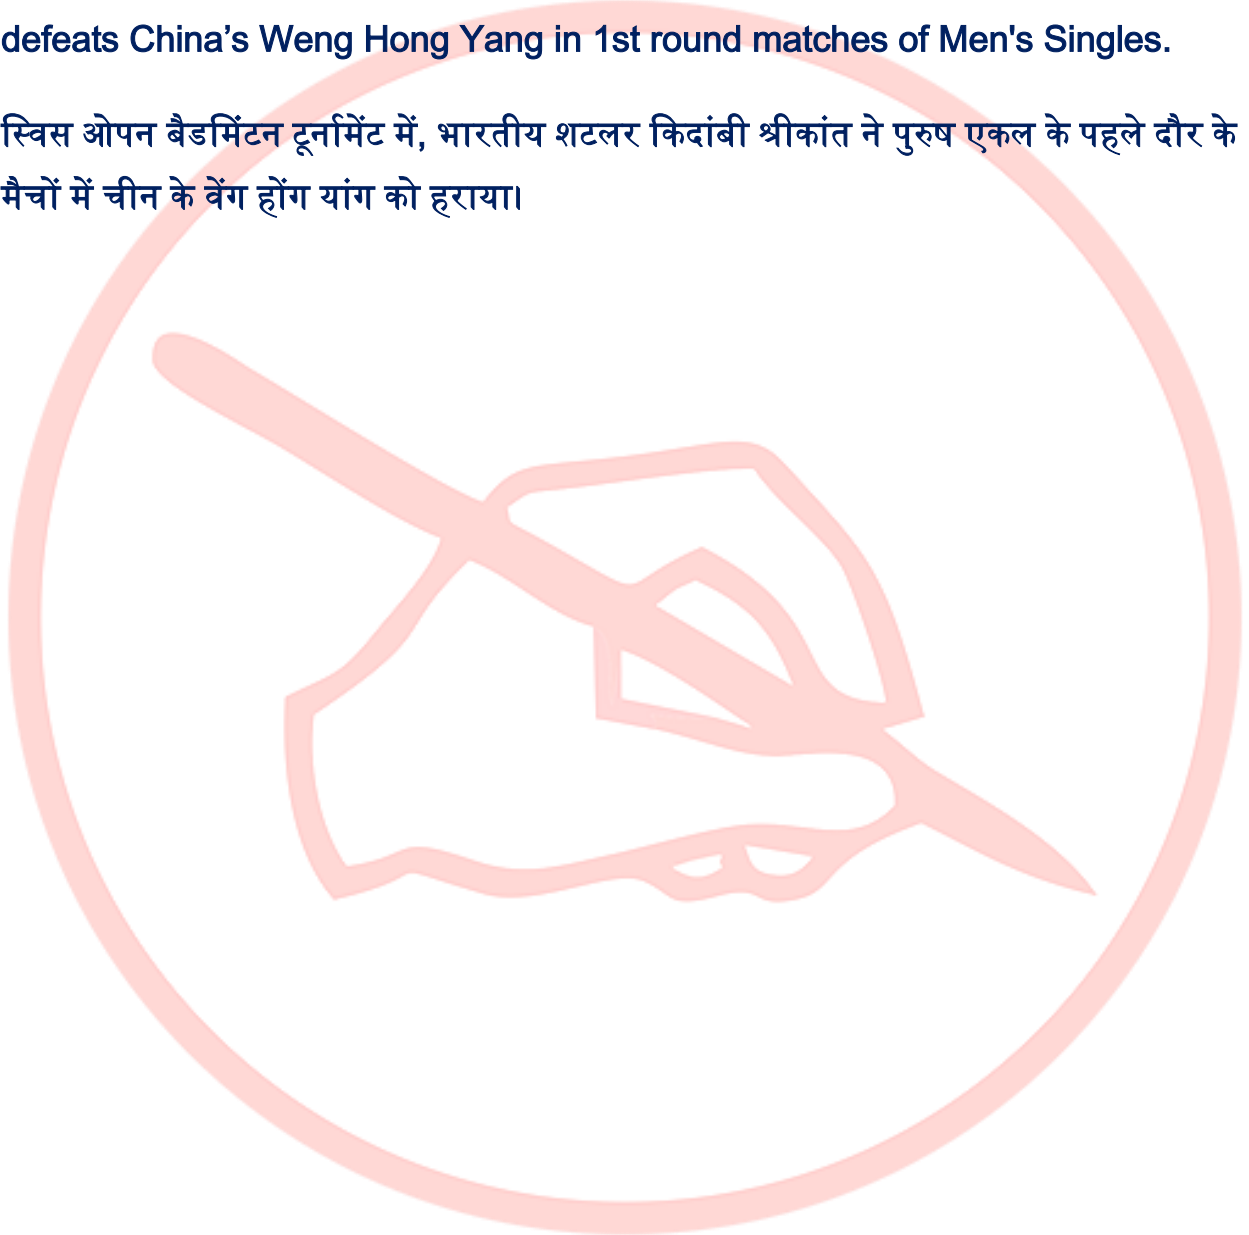 defeats China’s Weng Hong Yang in 1st round matches of Men's Singles.
स्विस ओपन बैडमिंटन टूर्नामेंट में, भारतीय शटलर किदांबी श्रीकांत ने पुरुष एकल के पहले दौर के
मैचों में चीन के वेंग होंग यांग को हराया।